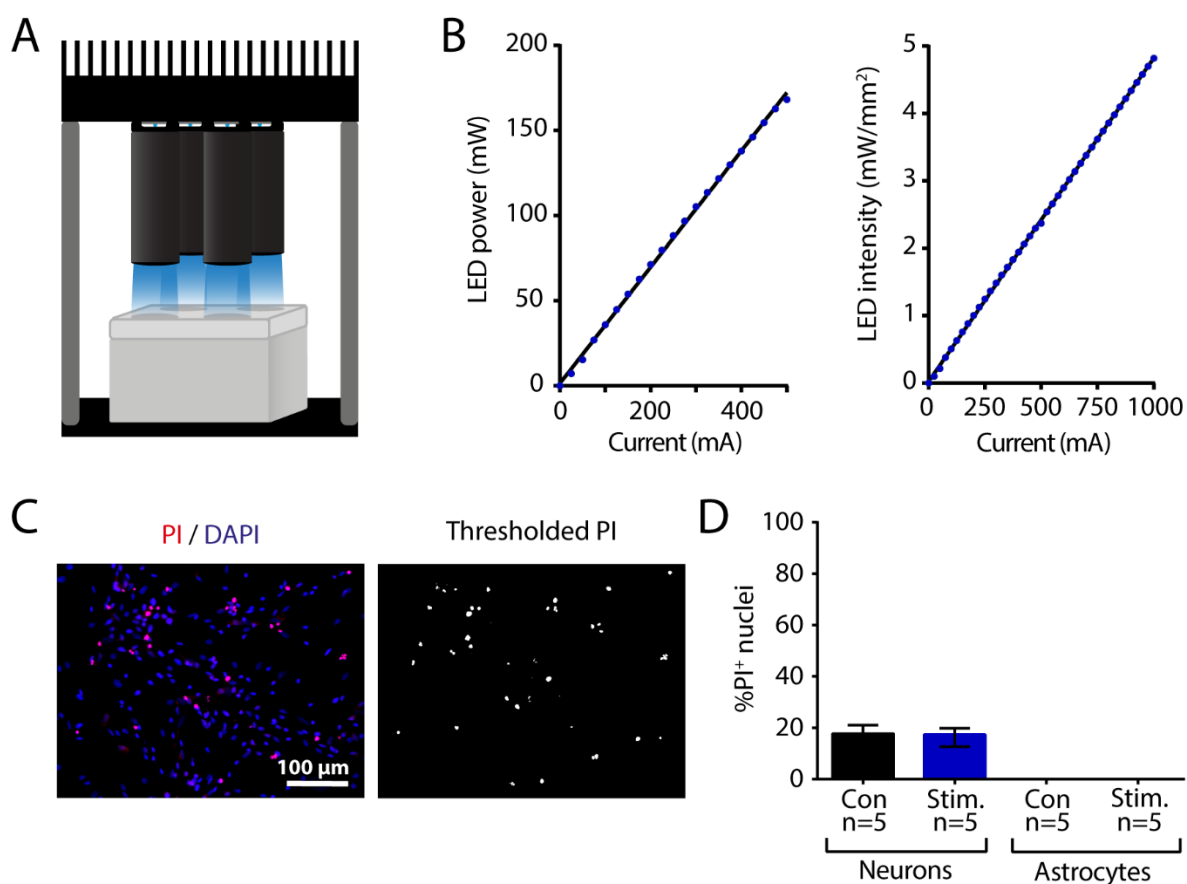 A
B
200
150
100
50
0
LED power (mW)
0
200
400
Current (mA)
5
4
3
2
1
0
LED intensity (mW/mm²)
0
250
500
750
1000
Current (mA)
C
PI / DAPI
Thresholded PI
100 µm
D
100
80
60
40
20
0
%PI⁺ nuclei
Con Stim. Con Stim.
n=5 n=5 n=5 n=5
Neurons Astrocytes